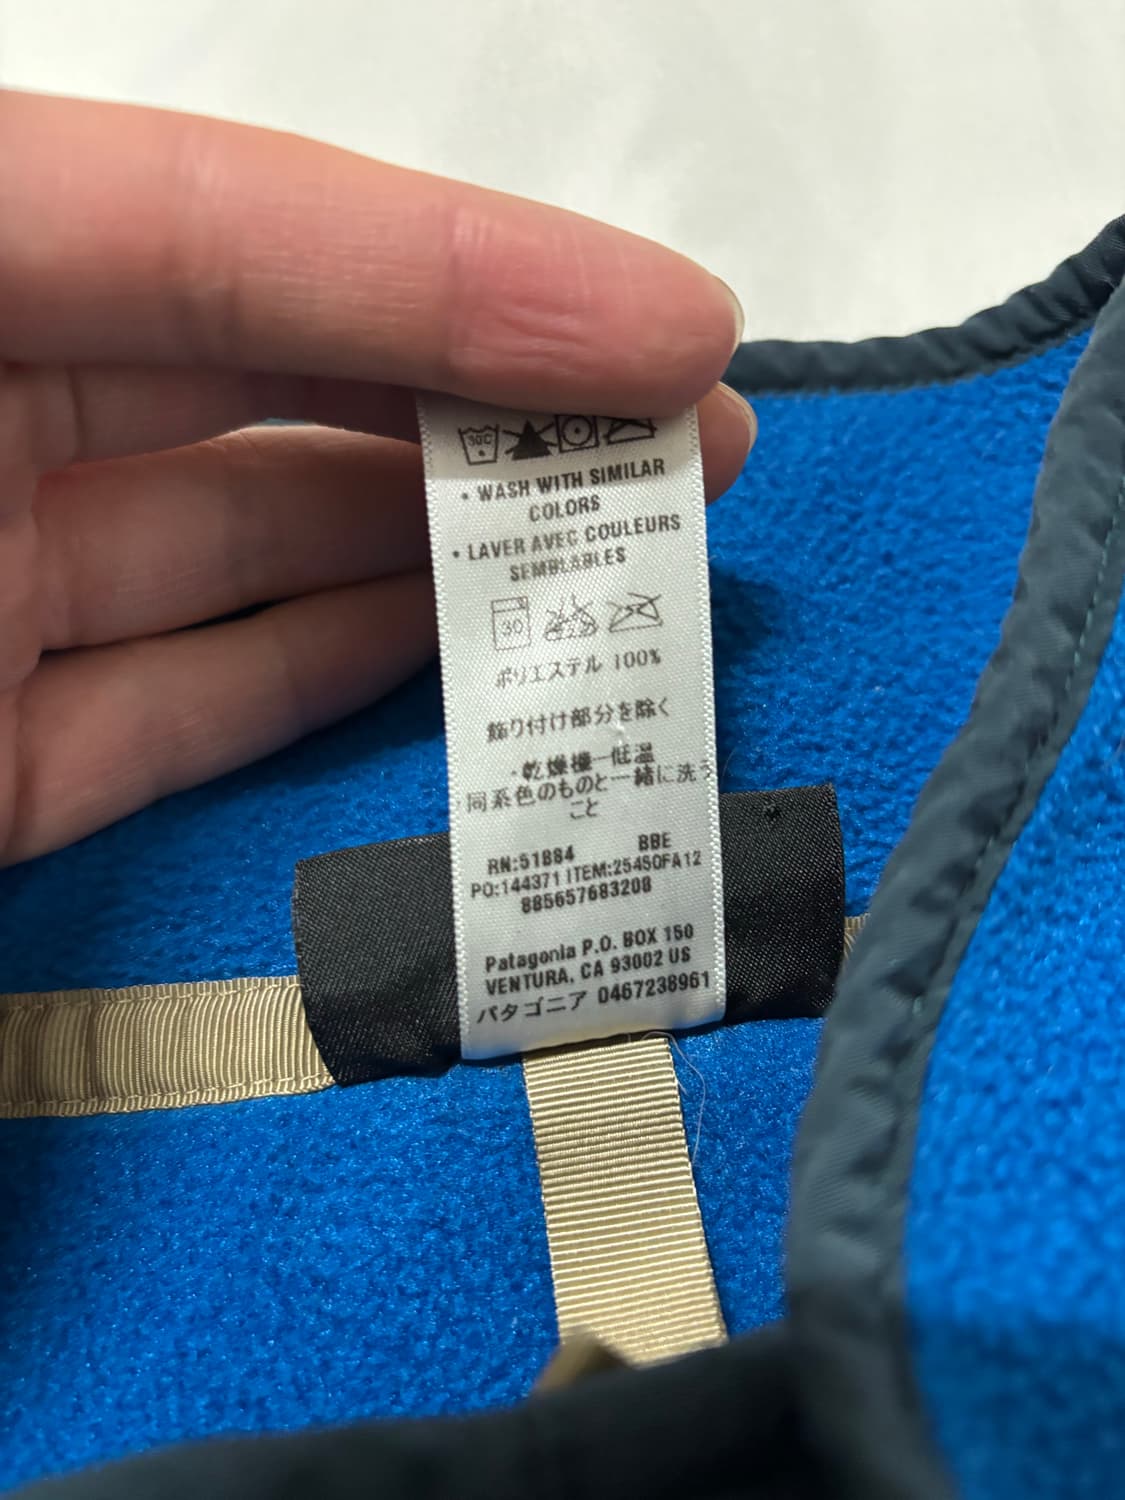 30C
• WASH WITH SIMILAR
COLORS
• LAVER AVEC COULEURS
SEMBLABLES
30
ポリエステル 100%
飾り付け部分を除く
・乾燥機ー低温
同系色のものと一緒に洗う
こと
RN:51884 BBE
PO:144371 ITEM:25450FA12
885657683208
Patagonia P.O. BOX 150
VENTURA, CA 93002 US
パタゴニア 0467238961